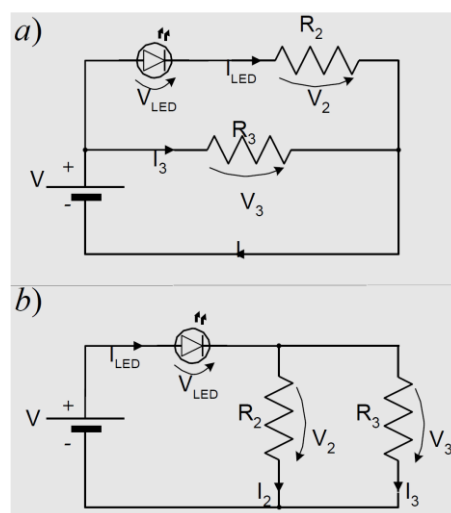 a)
R2
ILED
VLED
V2
R3
I3
V
+
-
V3
I
b)
ILED
VLED
V
+
-
R2
V2
R3
V3
I2
I3